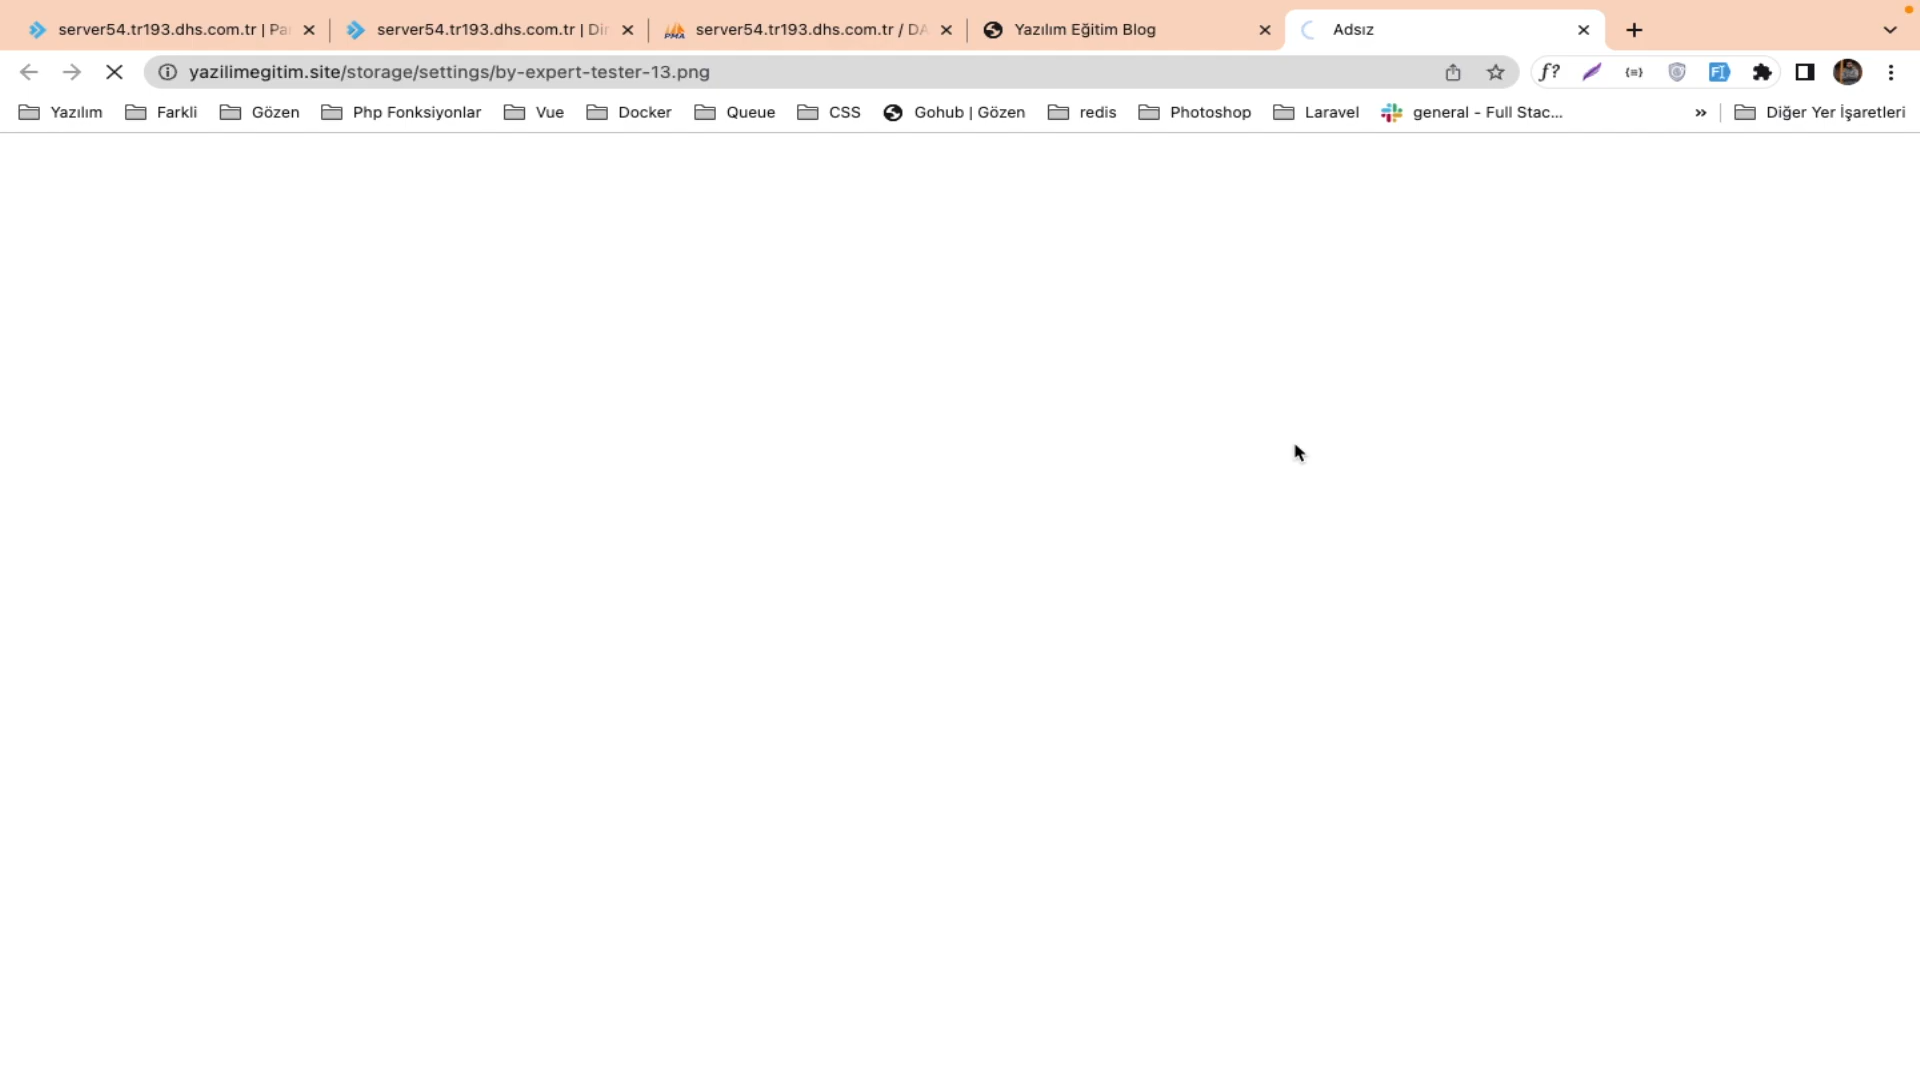 server54.tr193.dhs.com.tr | Pa
server54.tr193.dhs.com.tr | Dir
PMA server54.tr193.dhs.com.tr / DA
Yazılım Eğitim Blog
Adsız
yazilimegitim.site/storage/settings/by-expert-tester-13.png
f?
{≡}
FI
Yazılım
Farkli
Gözen
Php Fonksiyonlar
Vue
Docker
Queue
CSS
Gohub | Gözen
redis
Photoshop
Laravel
general - Full Stac...
»
Diğer Yer İşaretleri